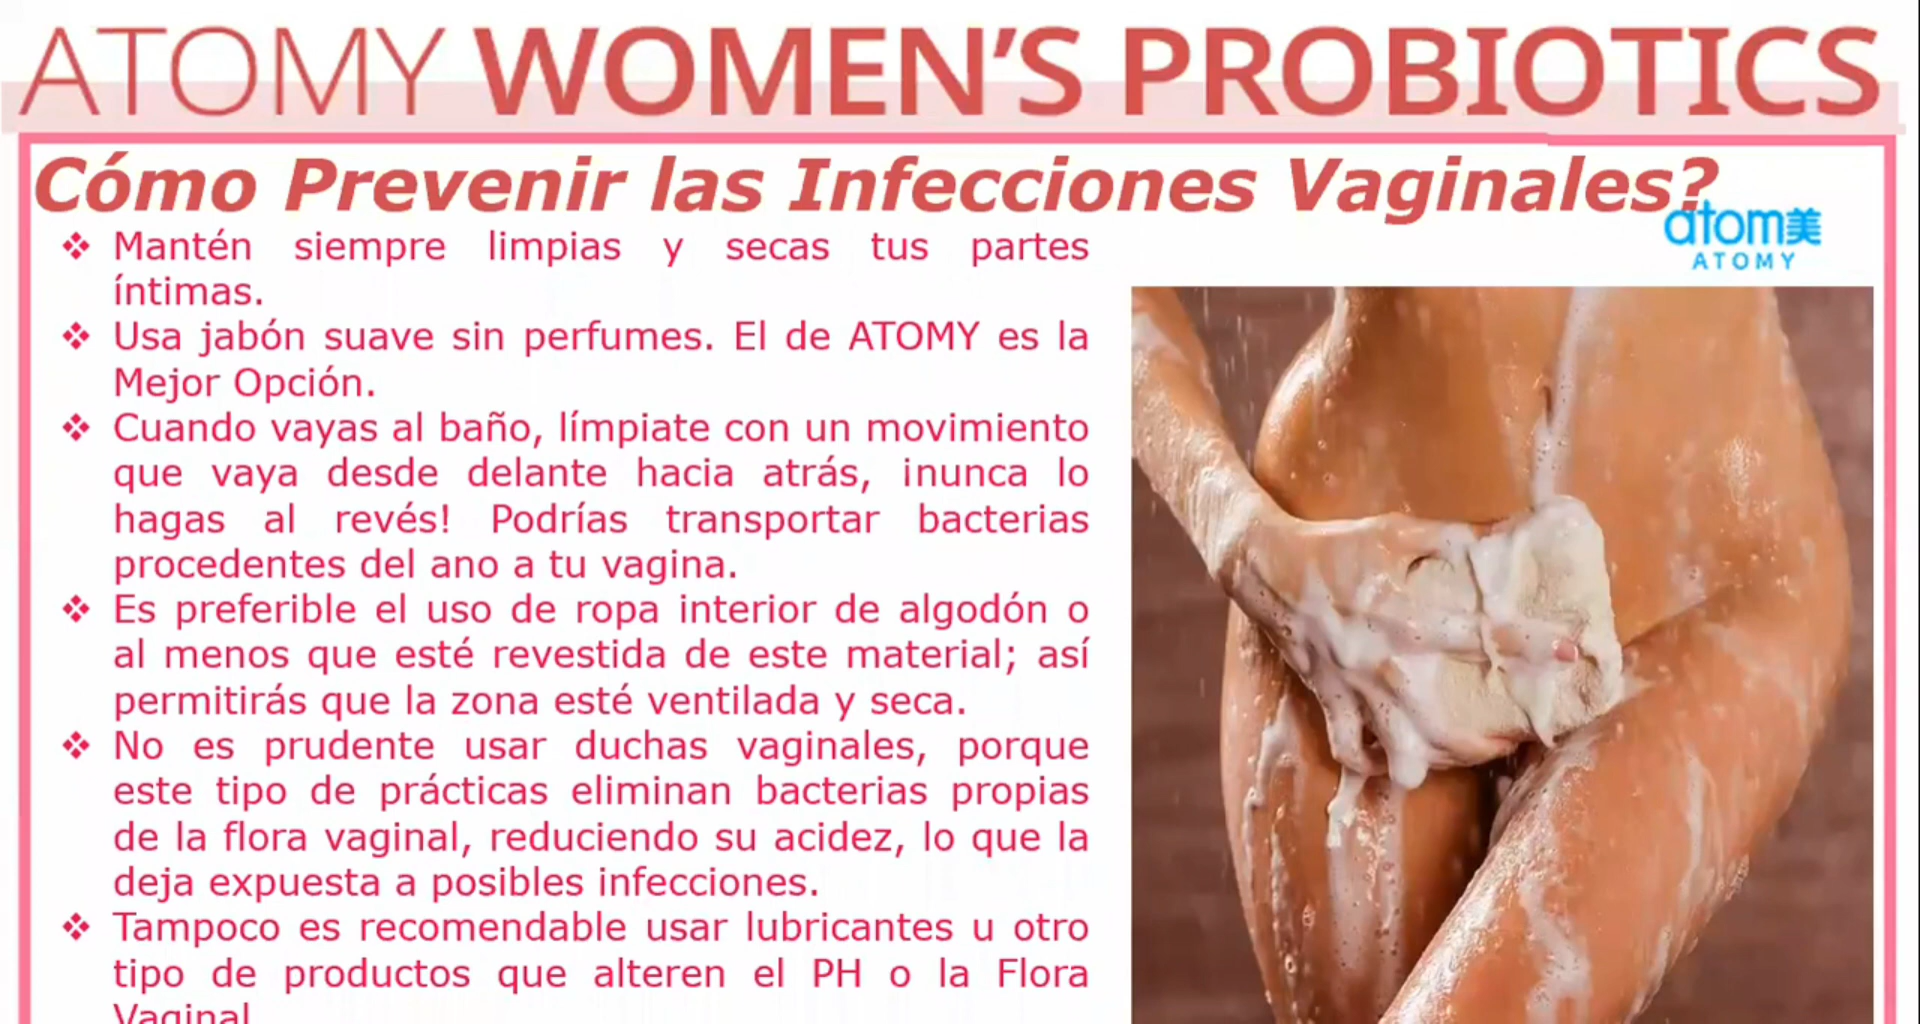 ATOMY WOMEN'S PROBIOTICS
Cómo Prevenir las Infecciones Vaginales?
atom美
ATOMY
❖ Mantén siempre limpias y secas tus partes
íntimas.
❖ Usa jabón suave sin perfumes. El de ATOMY es la
Mejor Opción.
❖ Cuando vayas al baño, límpiate con un movimiento
que vaya desde delante hacia atrás, ¡nunca lo
hagas al revés! Podrías transportar bacterias
procedentes del ano a tu vagina.
❖ Es preferible el uso de ropa interior de algodón o
al menos que esté revestida de este material; así
permitirás que la zona esté ventilada y seca.
❖ No es prudente usar duchas vaginales, porque
este tipo de prácticas eliminan bacterias propias
de la flora vaginal, reduciendo su acidez, lo que la
deja expuesta a posibles infecciones.
❖ Tampoco es recomendable usar lubricantes u otro
tipo de productos que alteren el PH o la Flora
Vaginal